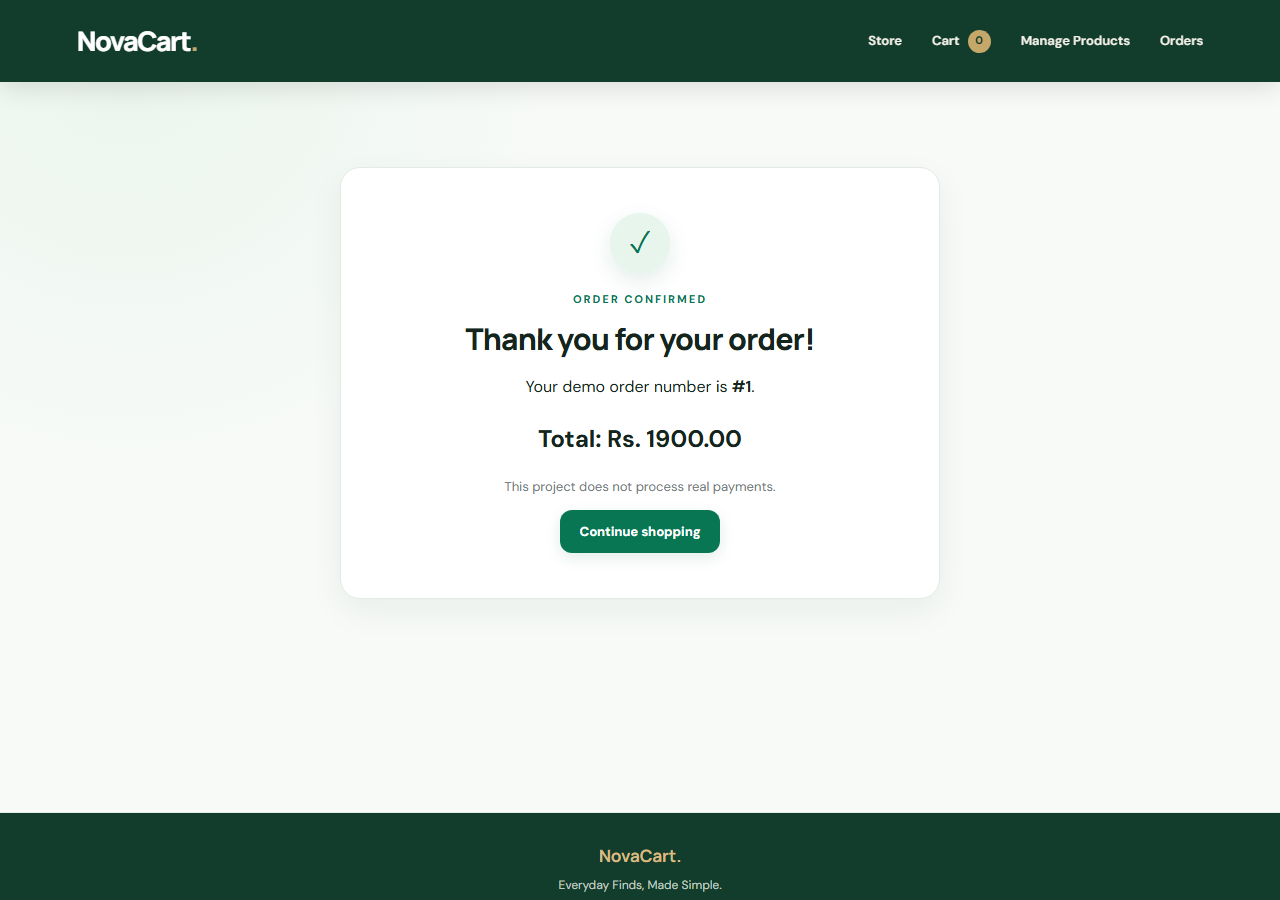 NovaCart.
Store
Cart 0
Manage Products
Orders
ORDER CONFIRMED
Thank you for your order!
Your demo order number is #1.
Total: Rs. 1900.00
This project does not process real payments.
Continue shopping
NovaCart.
Everyday Finds, Made Simple.